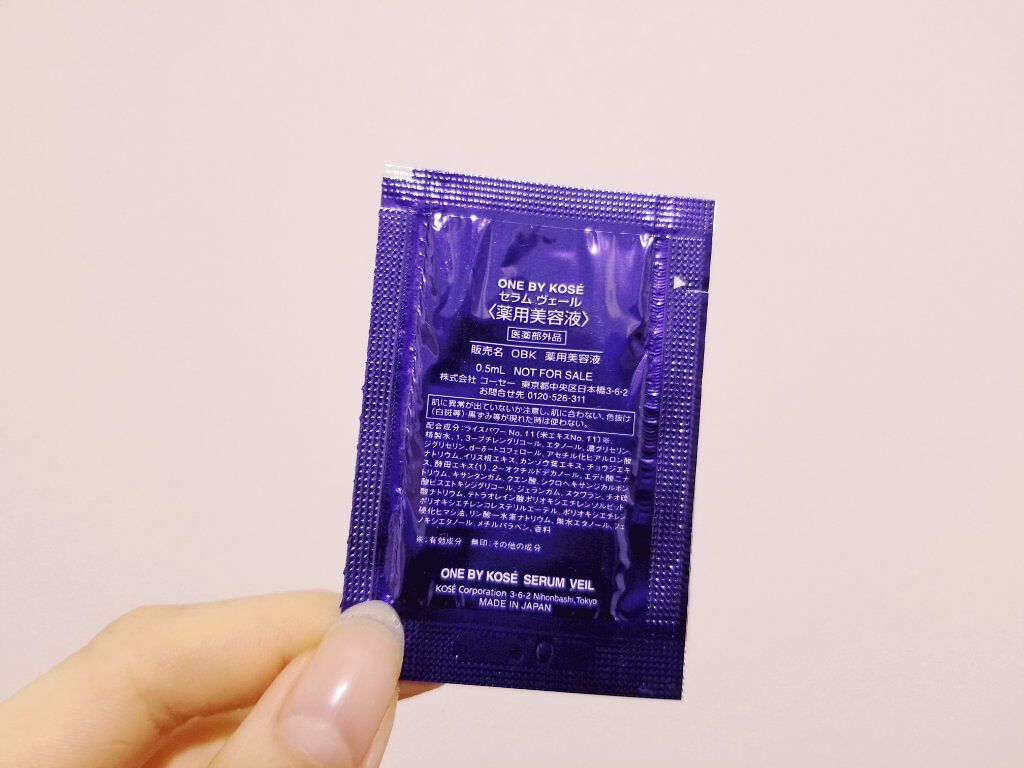 ONE BY KOSÉ
セラム ヴェール
〈薬用美容液〉
医薬部外品
販売名 OBK 薬用美容液
0.5mL NOT FOR SALE
株式会社 コーセー 東京都中央区日本橋3-6-2
お問合せ先 0120-526-311
肌に異常が出ていないか注意し、肌に合わない、色抜け
(白斑等)・黒ずみ等が現れた時は使わない。
配合成分:ライスパワー No.11(米エキスNo.11)※、
精製水、1,3-ブチレングリコール、エタノール、濃グリセリン、
ジグリセリン、d-δ-トコフェロール、アセチル化ヒアルロン酸
ナトリウム、イリス根エキス、カンゾウ葉エキス、チョウジエキ
ス、酵母エキス(1)、2-オクチルドデカノール、エデト酸二ナ
トリウム、キサンタンガム、クエン酸、シクロヘキサンジカルボン
酸ビスエトキシジグリコール、ジェランガム、スクワラン、チオ硫
酸ナトリウム、テトラオレイン酸ポリオキシエチレンソルビット、
ポリオキシエチレンコレステリルエーテル、ポリオキシエチレン
硬化ヒマシ油、リン酸一水素ナトリウム、無水エタノール、フェ
ノキシエタノール、メチルパラベン、香料
※:有効成分 無印:その他の成分
ONE BY KOSÉ SERUM VEIL
KOSÉ Corporation 3-6-2 Nihonbashi,Tokyo
MADE IN JAPAN